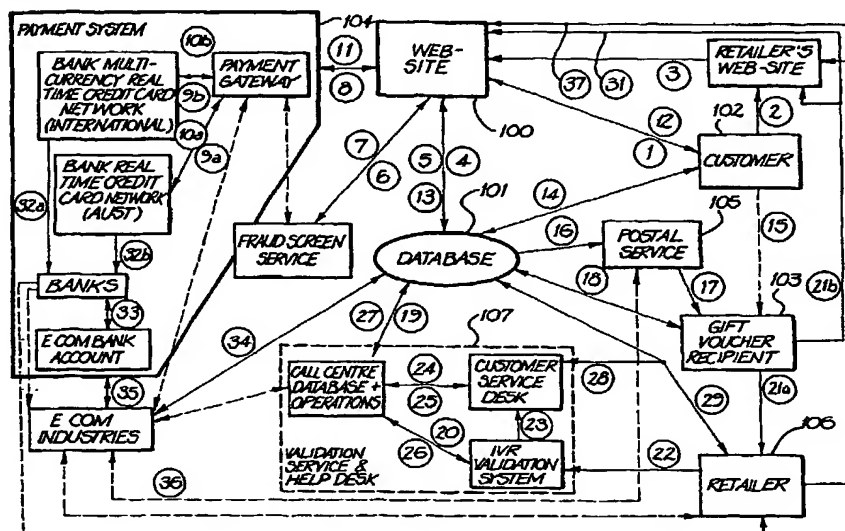 PAYMENT SYSTEM
104
10b
BANK MULTI-
CURRENCY REAL
TIME CREDIT CARD
NETWORK
(INTERNATIONAL)
9b
PAYMENT
GATEWAY
11
8
WEB-
SITE
100
37
31
3
RETAILER'S
WEB-SITE
2
102
CUSTOMER
12
1
10a
9a
7
6
5
4
13
BANK REAL
TIME CREDIT
CARD NETWORK
(AUST)
32a
32b
FRAUD SCREEN
SERVICE
101
DATABASE
14
16
105
POSTAL
SERVICE
15
18
17
103
21b
GIFT
VOUCHER
RECIPIENT
BANKS
33
E COM BANK
ACCOUNT
34
27
19
107
CALL CENTRE
DATABASE +
OPERATIONS
24
25
CUSTOMER
SERVICE
DESK
28
29
21a
35
E COM
INDUSTRIES
20
26
23
VALIDATION
SERVICE &
HELP DESK
IVR
VALIDATION
SYSTEM
22
106
RETAILER
36